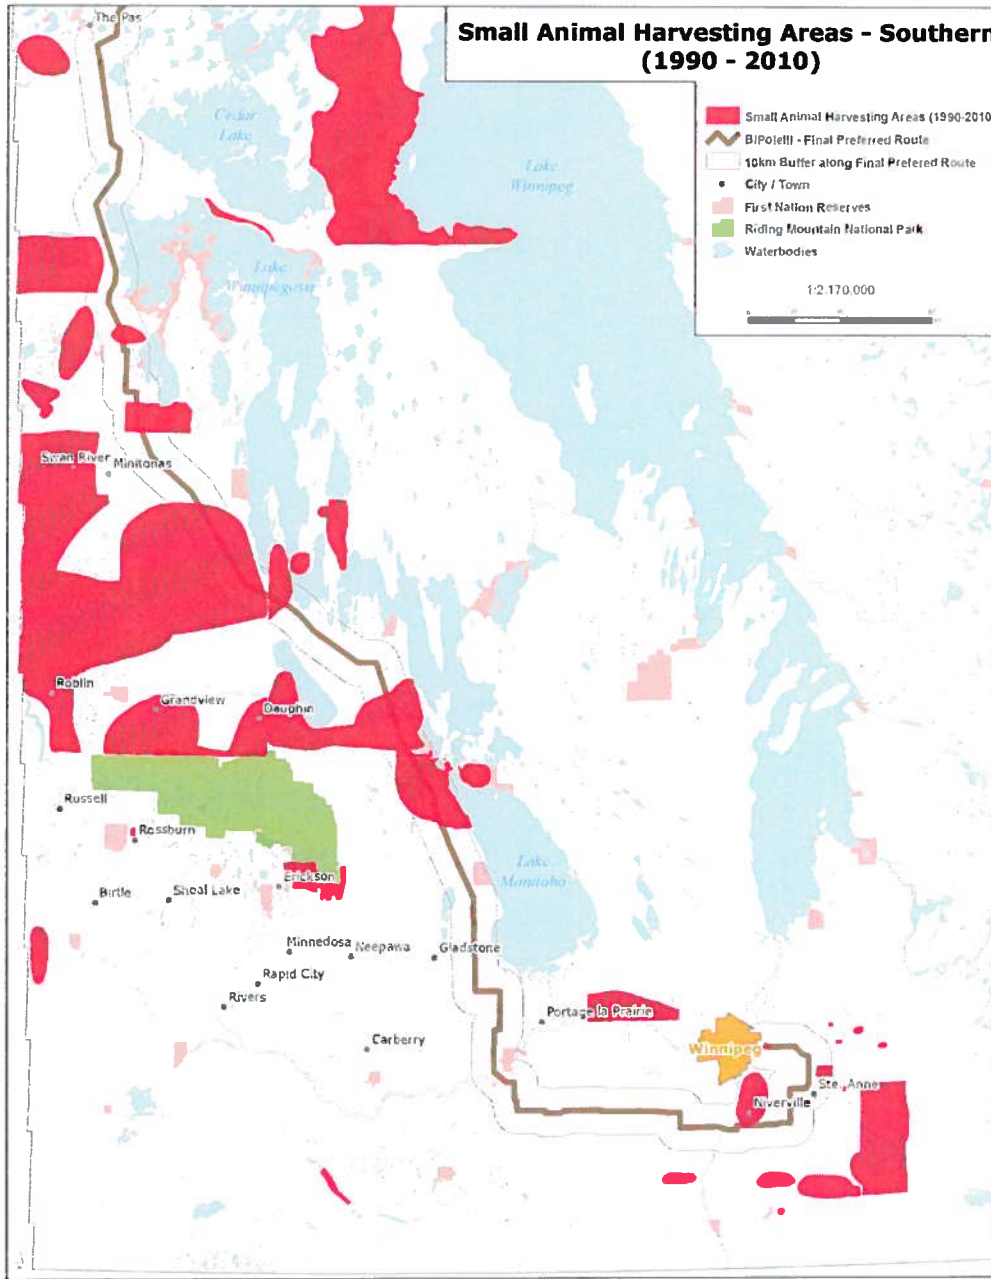 Small Animal Harvesting Areas - Southern
(1990 - 2010)
Small Animal Harvesting Areas (1990-2010
BiPoleIII - Final Preferred Route
10km Buffer along Final Prefered Route
City / Town
First Nation Reserves
Riding Mountain National Park
Waterbodies
1:2,170,000
The Pas
Cedar
Lake
Lake
Winnipeg
Lake
Winnipegosis
Swan River
Minitonas
Roblin
Grandview
Dauphin
Russell
Rossburn
Erickson
Birtle
Shoal Lake
Lake
Manitoba
Minnedosa
Neepawa
Gladstone
Rapid City
Rivers
Portage la Prairie
Carberry
Winnipeg
Ste. Anne
Niverville